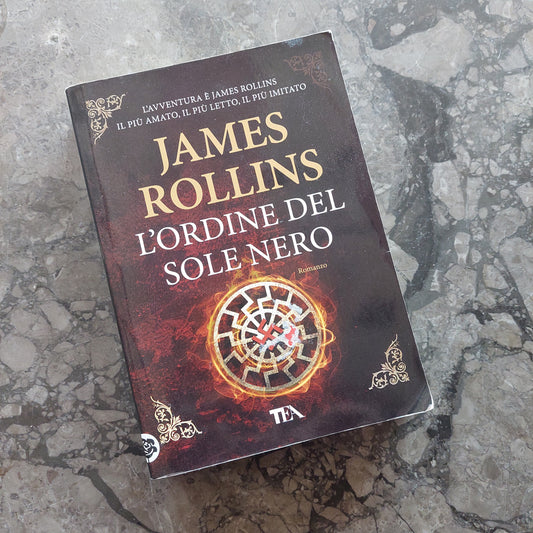 L'AVVENTURA È JAMES ROLLINS
IL PIÙ AMATO, IL PIÙ LETTO, IL PIÙ IMITATO
JAMES
ROLLINS
L'ORDINE DEL
SOLE NERO
Romanzo
TEA